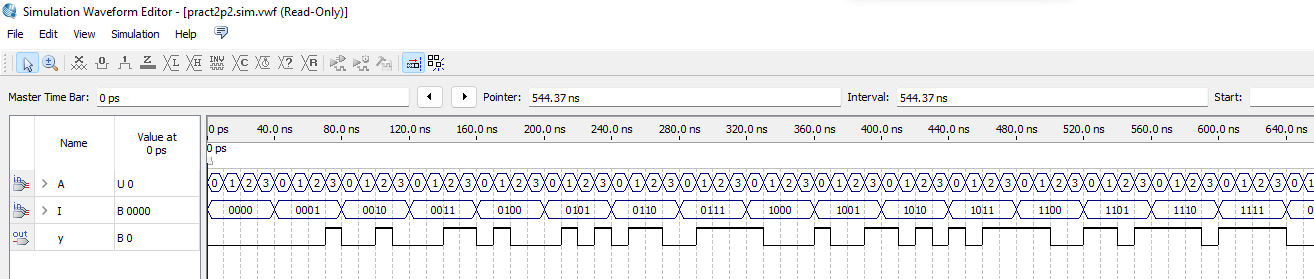 Simulation Waveform Editor - [pract2p2.sim.vwf (Read-Only)]
File Edit View Simulation Help
Master Time Bar: 0 ps Pointer: 544.37 ns Interval: 544.37 ns Start:
Name Value at 0 ps 0 ps 40.0 ns 80.0 ns 120.0 ns 160.0 ns 200.0 ns 240.0 ns 280.0 ns 320.0 ns 360.0 ns 400.0 ns 440.0 ns 480.0 ns 520.0 ns 560.0 ns 600.0 ns 640.0 ns
0 ps
in A U 0 0 1 2 3 0 1 2 3 0 1 2 3 0 1 2 3 0 1 2 3 0 1 2 3 0 1 2 3 0 1 2 3 0 1 2 3 0 1 2 3 0 1 2 3 0 1 2 3 0 1 2 3 0 1 2 3 0 1 2 3 0 1 2 3 0 1
in I B 0000 0000 0001 0010 0011 0100 0101 0110 0111 1000 1001 1010 1011 1100 1101 1110 1111 0
out y B 0